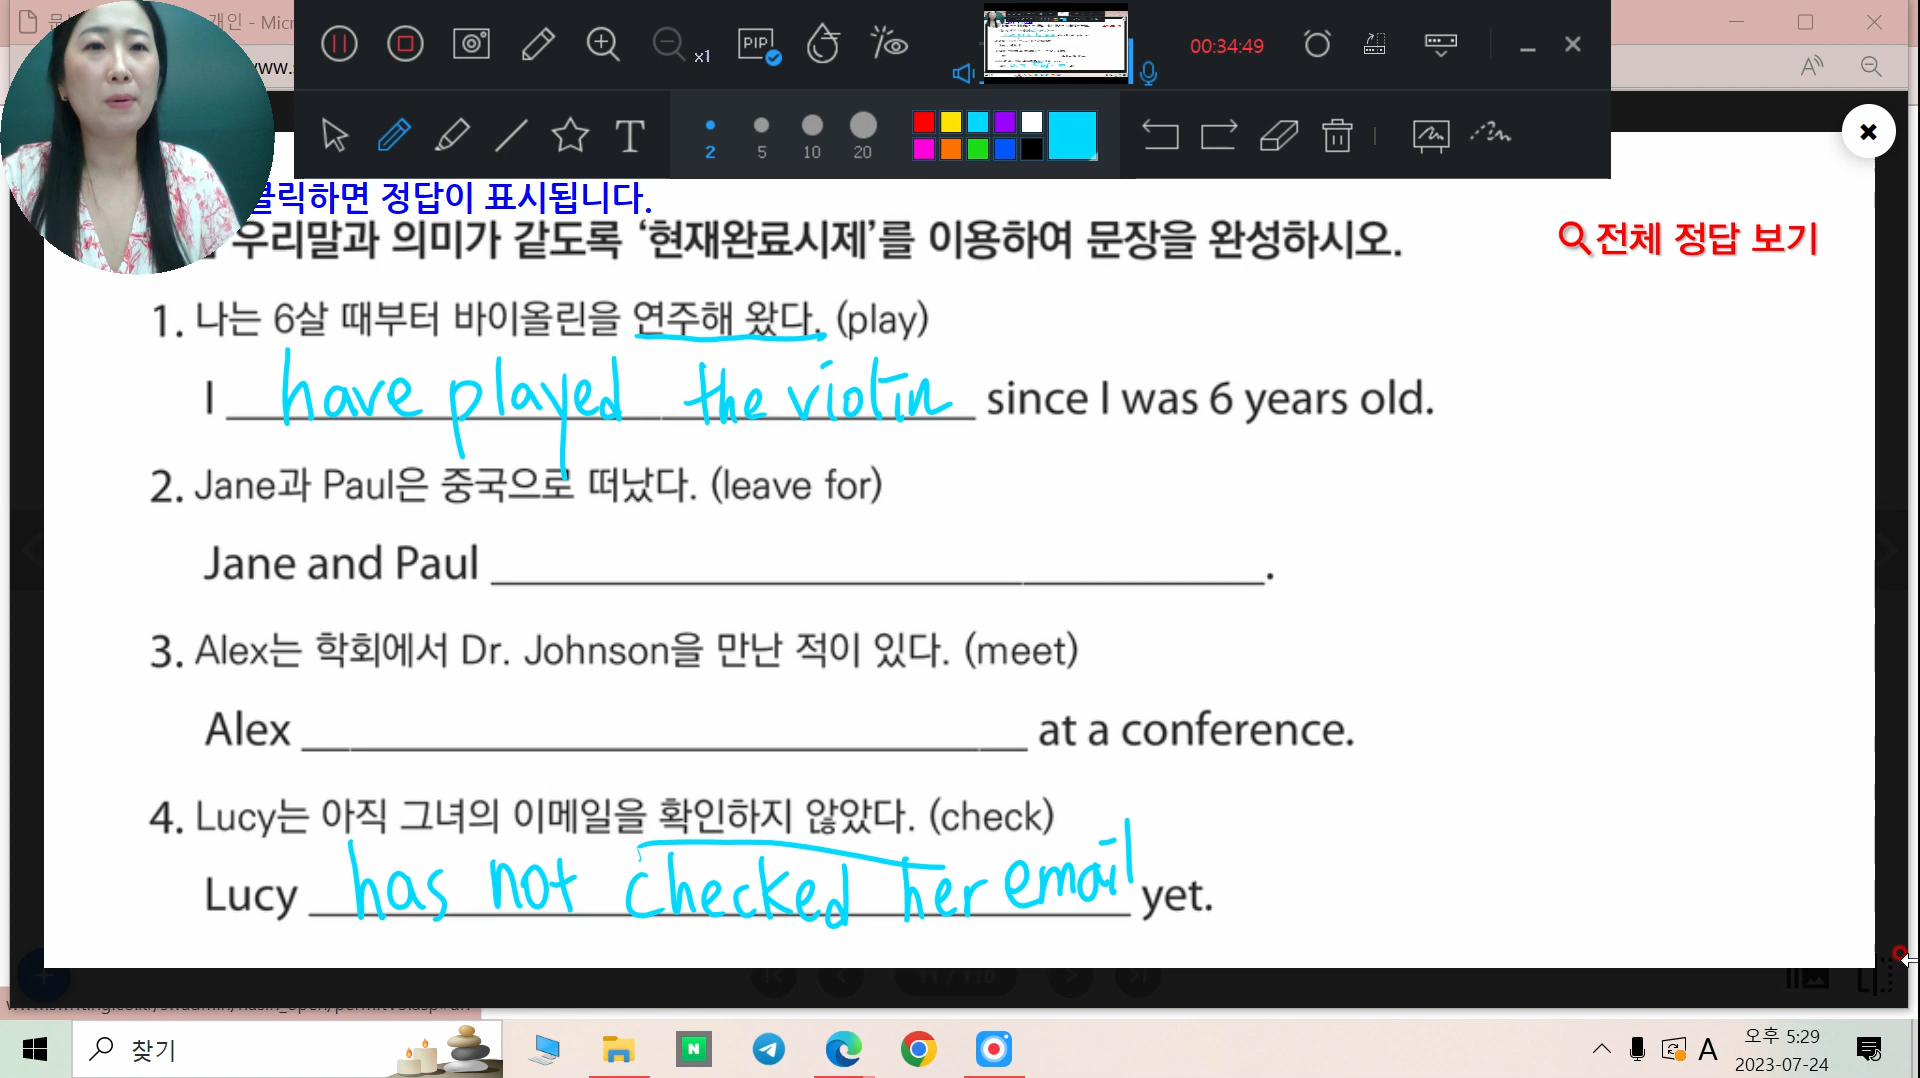 개인 - Micr
www.s
PIP
x1
00:34:49
T
2 5 10 20
클릭하면 정답이 표시됩니다.
우리말과 의미가 같도록 ‘현재완료시제’를 이용하여 문장을 완성하시오.
전체 정답 보기
1. 나는 6살 때부터 바이올린을 연주해 왔다. (play)
I have played the violin since I was 6 years old.
2. Jane과 Paul은 중국으로 떠났다. (leave for)
Jane and Paul ____________________.
3. Alex는 학회에서 Dr. Johnson을 만난 적이 있다. (meet)
Alex ____________________ at a conference.
4. Lucy는 아직 그녀의 이메일을 확인하지 않았다. (check)
Lucy has not checked her email yet.
찾기
N
A
오후 5:29
2023-07-24